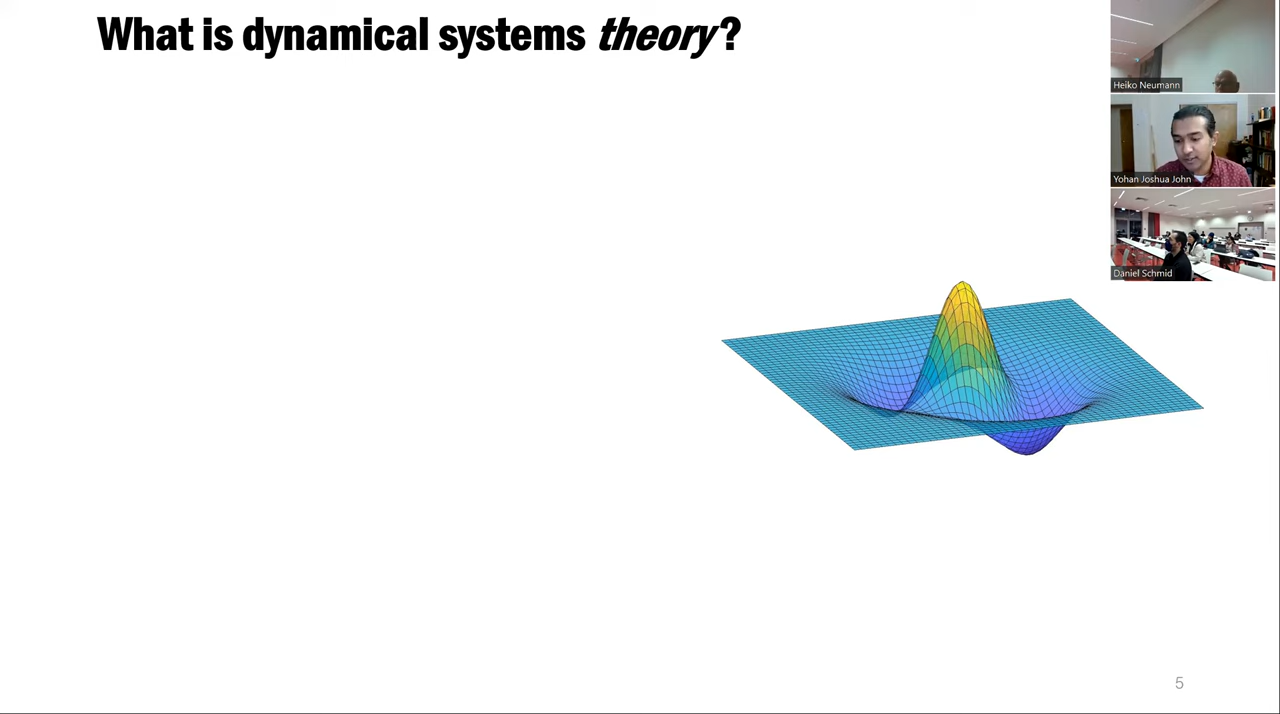 What is dynamical systems theory?
Heiko Neumann
Yohan Joshua John
Daniel Schmid
5